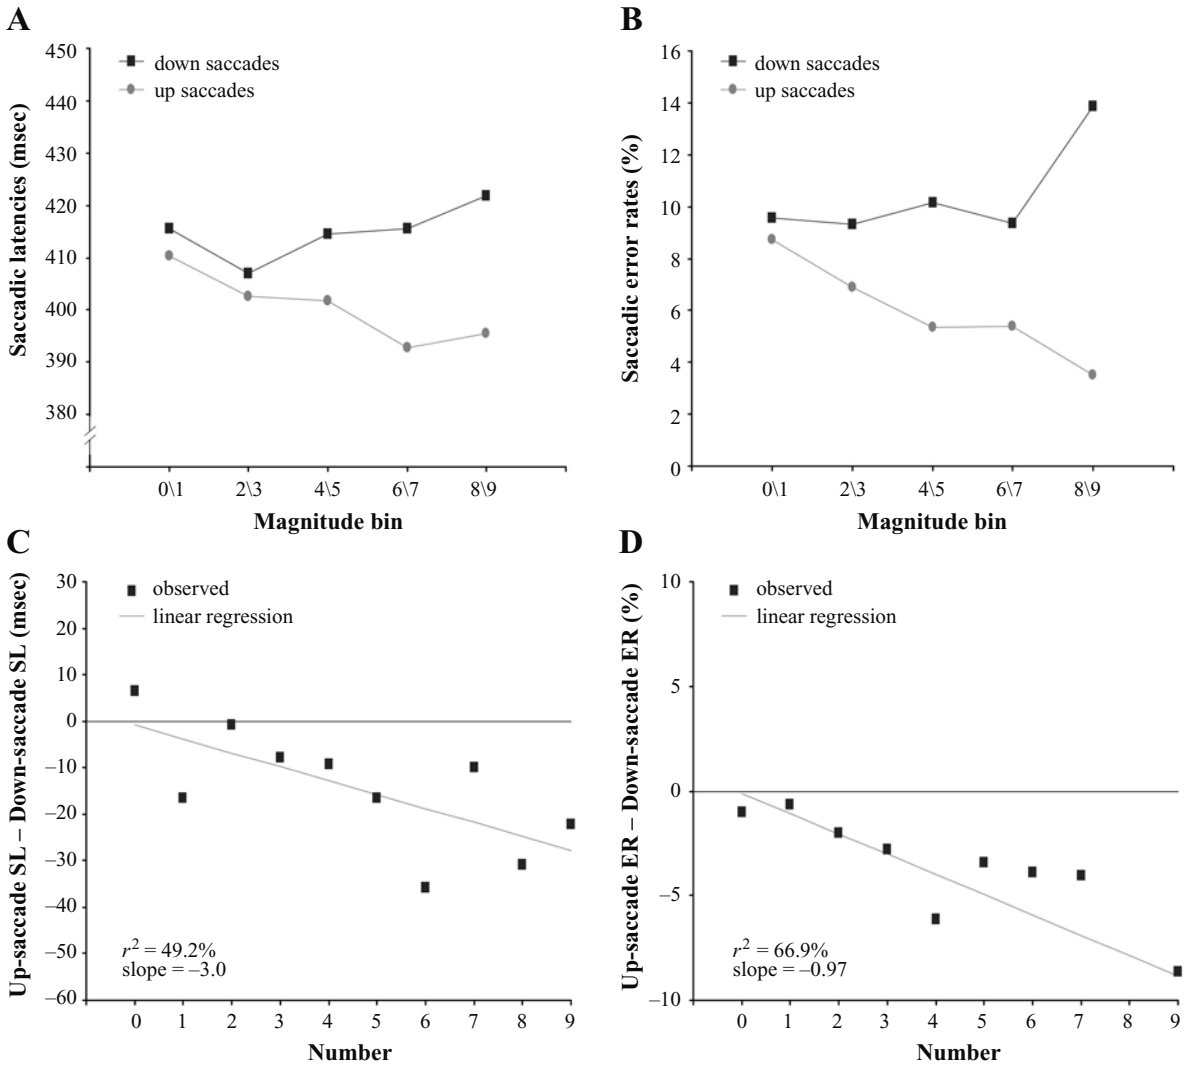 A
450
440
430
420
410
400
390
380
Saccadic latencies (msec)
down saccades
up saccades
0\1 2\3 4\5 6\7 8\9
Magnitude bin
B
16
14
12
10
8
6
4
2
0
Saccadic error rates (%)
down saccades
up saccades
0\1 2\3 4\5 6\7 8\9
Magnitude bin
C
30
20
10
0
–10
–20
–30
–40
–50
–60
Up-saccade SL – Down-saccade SL (msec)
observed
linear regression
r² = 49.2%
slope = –3.0
0 1 2 3 4 5 6 7 8 9
Number
D
10
5
0
–5
–10
Up-saccade ER – Down-saccade ER (%)
observed
linear regression
r² = 66.9%
slope = –0.97
0 1 2 3 4 5 6 7 8 9
Number